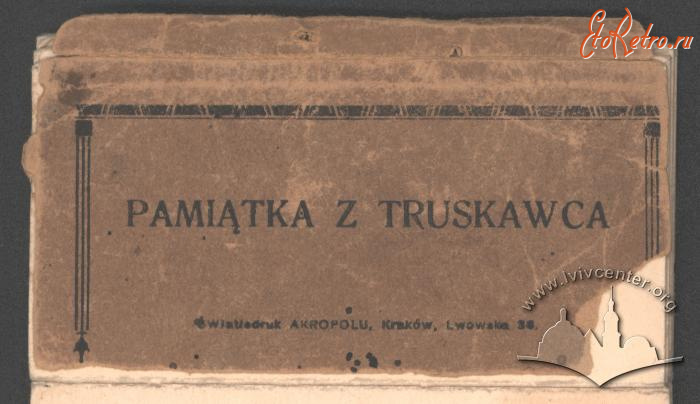 EtoRetro.ru
PAMIĄTKA Z TRUSKAWCA
Światłodruk AKROPOLU, Kraków, Lwowska 36.
www.lvivcenter.org